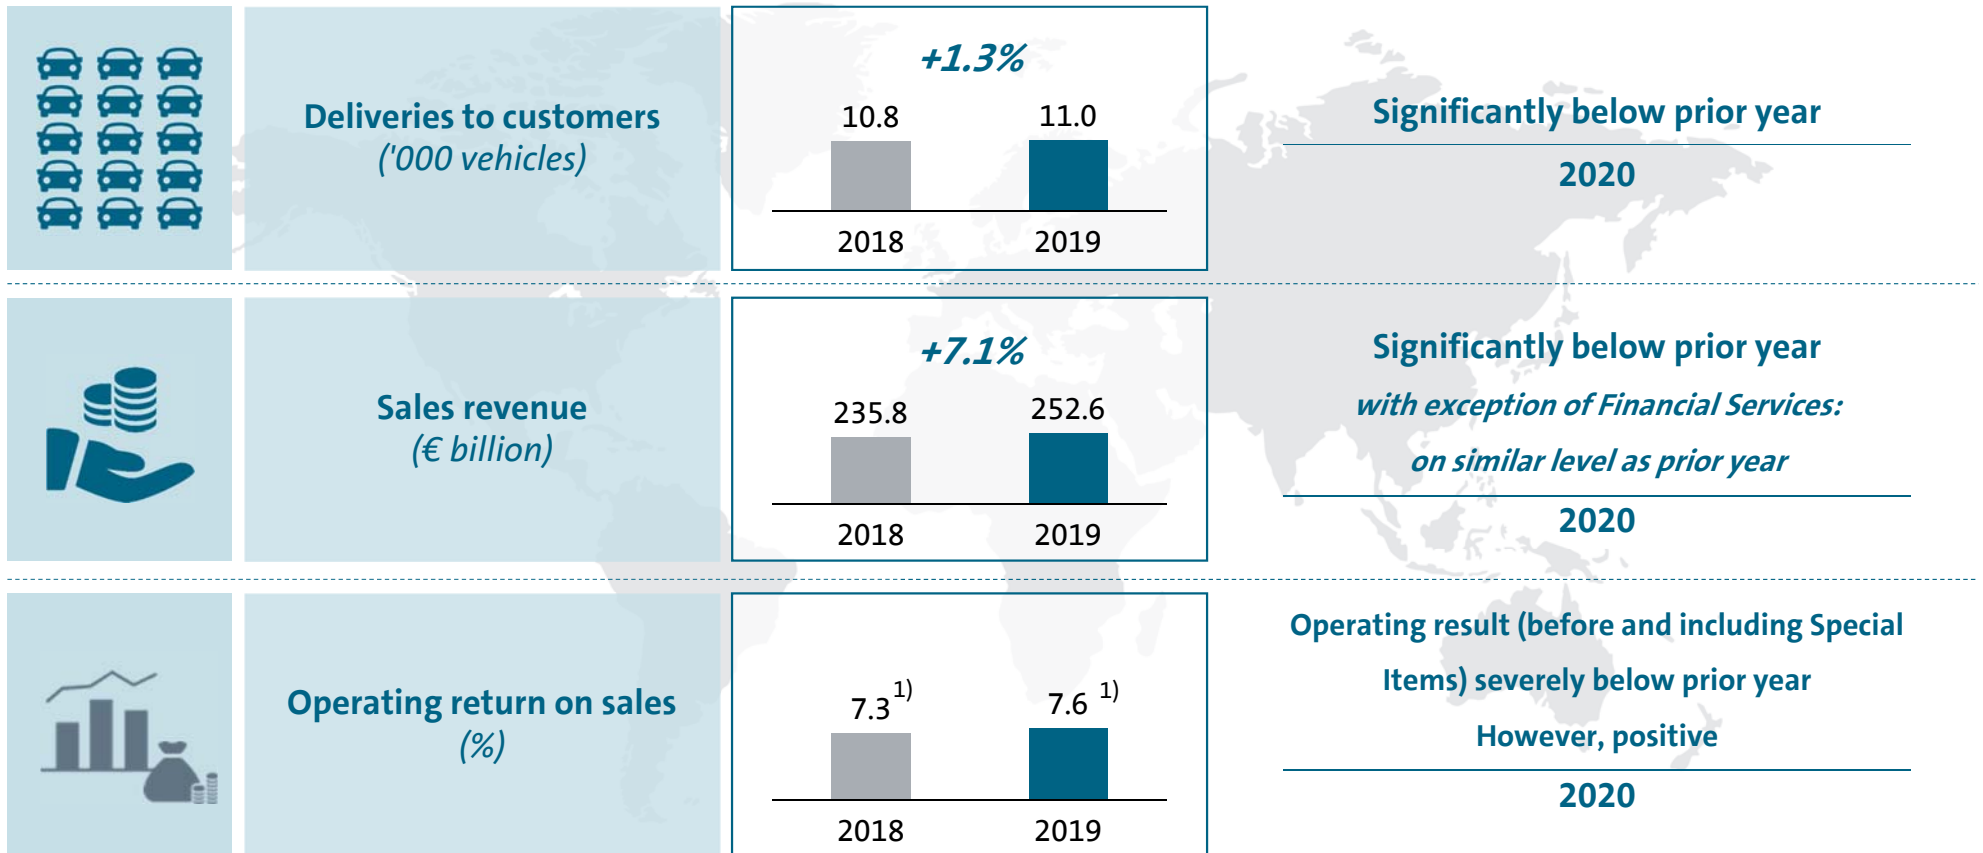 Deliveries to customers
('000 vehicles)
+1.3%
10.8
11.0
2018
2019
Significantly below prior year
2020
Sales revenue
(€ billion)
+7.1%
235.8
252.6
2018
2019
Significantly below prior year
with exception of Financial Services:
on similar level as prior year
2020
Operating return on sales
(%)
7.3 1)
7.6 1)
2018
2019
Operating result (before and including Special
Items) severely below prior year
However, positive
2020